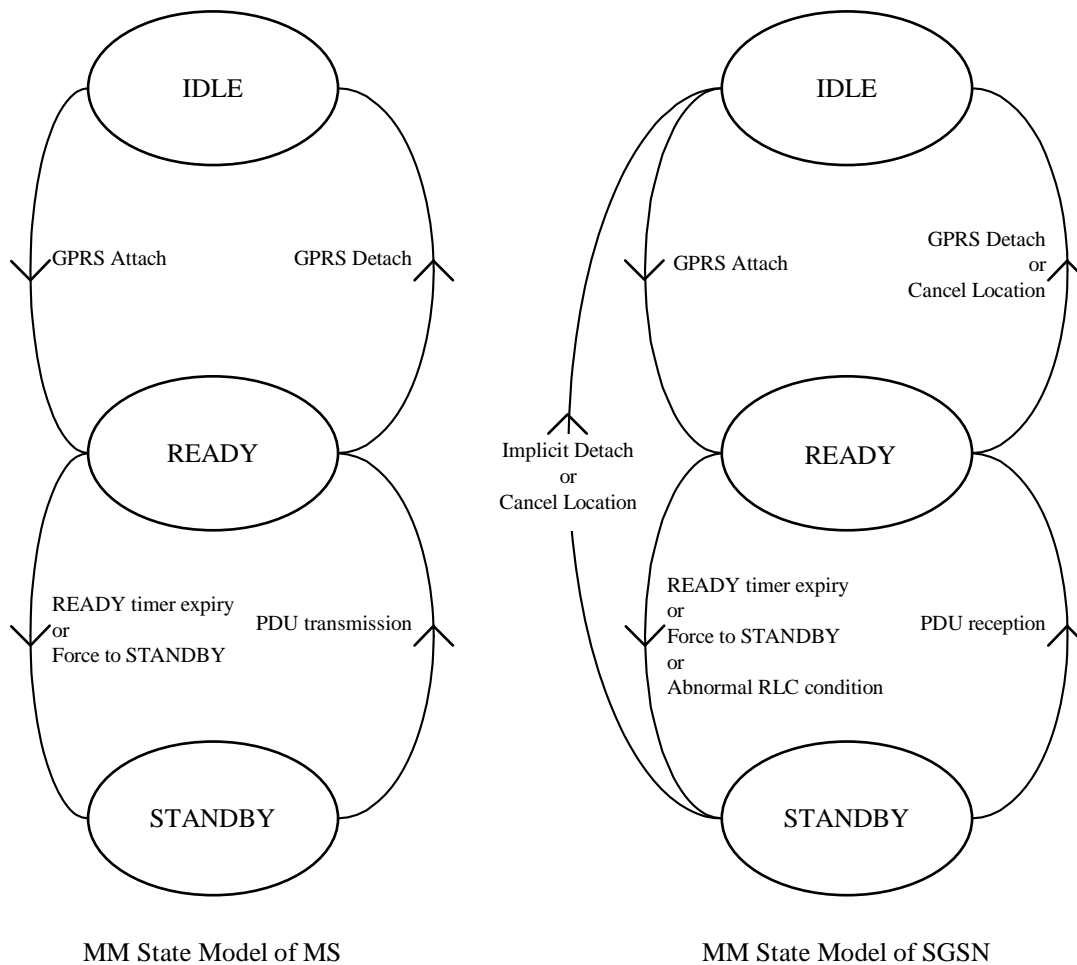 IDLE
GPRS Attach
GPRS Detach
READY
READY timer expiry
or
Force to STANDBY
PDU transmission
STANDBY
MM State Model of MS
IDLE
GPRS Attach
GPRS Detach
or
Cancel Location
Implicit Detach
or
Cancel Location
READY
READY timer expiry
or
Force to STANDBY
or
Abnormal RLC condition
PDU reception
STANDBY
MM State Model of SGSN